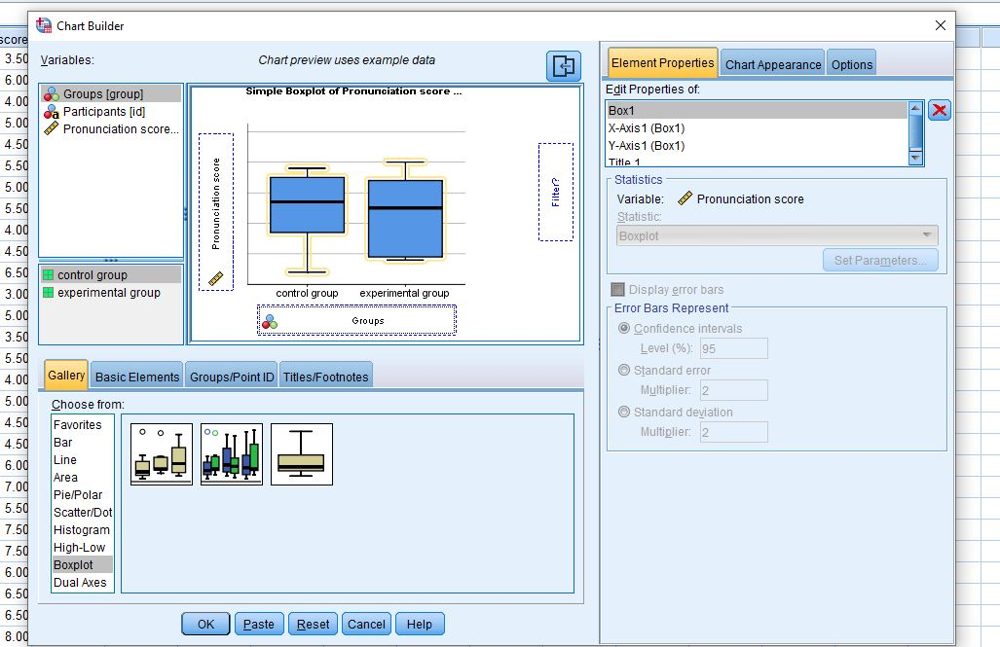 Chart Builder
score
3.50
6.00
4.00
5.00
4.50
5.50
5.00
5.50
4.00
4.50
6.50
3.00
5.00
3.50
5.50
4.00
5.00
4.50
4.50
6.00
7.00
5.50
7.50
7.50
6.00
6.50
6.50
8.00
Variables:
Chart preview uses example data
Groups [group]
Participants [id]
Pronunciation score...
control group
experimental group
Simple Boxplot of Pronunciation score ...
Pronunciation score
Filter?
control group experimental group
Groups
Gallery Basic Elements Groups/Point ID Titles/Footnotes
Choose from:
Favorites
Bar
Line
Area
Pie/Polar
Scatter/Dot
Histogram
High-Low
Boxplot
Dual Axes
OK Paste Reset Cancel Help
Element Properties Chart Appearance Options
Edit Properties of:
Box1
X-Axis1 (Box1)
Y-Axis1 (Box1)
Title 1
Statistics
Variable: Pronunciation score
Statistic:
Boxplot
Set Parameters...
Display error bars
Error Bars Represent
Confidence intervals
Level (%): 95
Standard error
Multiplier: 2
Standard deviation
Multiplier: 2